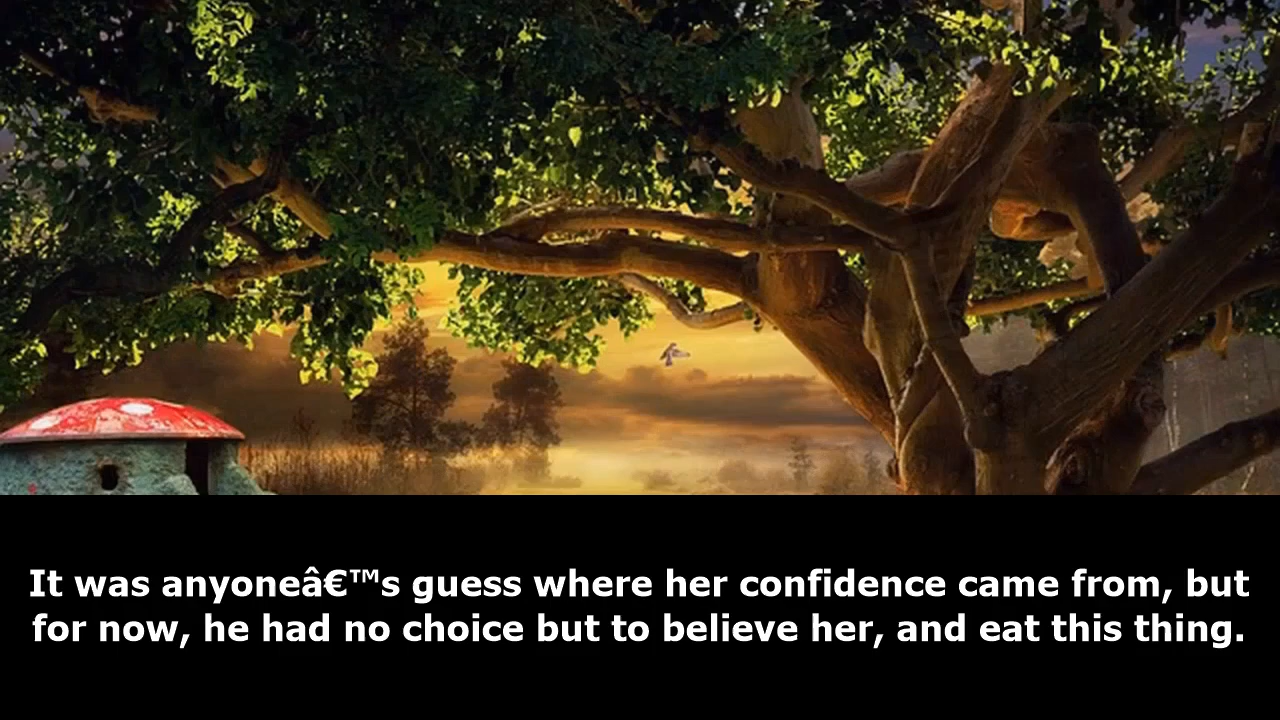 It was anyoneâ€™s guess where her confidence came from, but
for now, he had no choice but to believe her, and eat this thing.